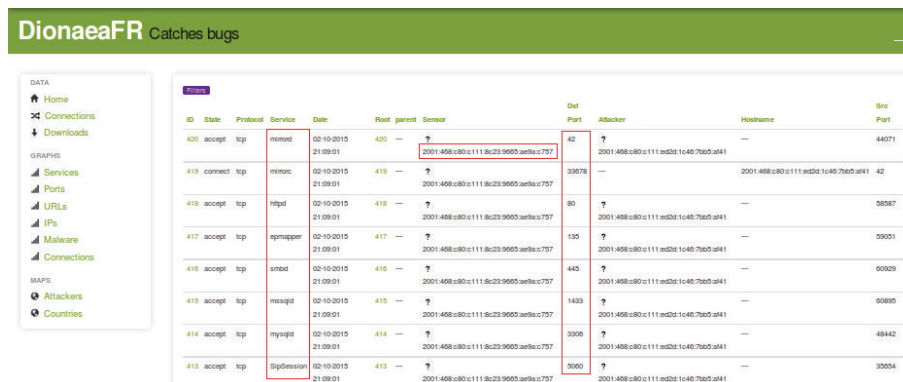 DionaeaFR Catches bugs
DATA
Home
Connections
Downloads
GRAPHS
Services
Ports
URLs
IPs
Malware
Connections
MAPS
Attackers
Countries
Filters
ID State Protocol Service Date Root parent Sensor Dst Port Attacker Hostname Src Port
420 accept tcp mirrord 02-10-2015 420 — ? 42 ? — 44071
21:09:01 2001:468:c80:c111:8c23:9665:ae9a:c757 2001:468:c80:c111:ed2d:1c46:7bb5:af41
419 connect tcp mirrorc 02-10-2015 419 — ? 33678 — 2001:468:c80:c111:ed2d:1c46:7bb5:af41 42
21:09:01 2001:468:c80:c111:8c23:9665:ae9a:c757
418 accept tcp httpd 02-10-2015 418 — ? 80 ? — 58587
21:09:01 2001:468:c80:c111:8c23:9665:ae9a:c757 2001:468:c80:c111:ed2d:1c46:7bb5:af41
417 accept tcp epmapper 02-10-2015 417 — ? 135 ? — 59051
21:09:01 2001:468:c80:c111:8c23:9665:ae9a:c757 2001:468:c80:c111:ed2d:1c46:7bb5:af41
416 accept tcp smbd 02-10-2015 416 — ? 445 ? — 60929
21:09:01 2001:468:c80:c111:8c23:9665:ae9a:c757 2001:468:c80:c111:ed2d:1c46:7bb5:af41
415 accept tcp mssqld 02-10-2015 415 — ? 1433 ? — 60895
21:09:01 2001:468:c80:c111:8c23:9665:ae9a:c757 2001:468:c80:c111:ed2d:1c46:7bb5:af41
414 accept tcp mysqld 02-10-2015 414 — ? 3306 ? — 48442
21:09:01 2001:468:c80:c111:8c23:9665:ae9a:c757 2001:468:c80:c111:ed2d:1c46:7bb5:af41
413 accept tcp SipSession 02-10-2015 413 — ? 5060 ? — 35654
21:09:01 2001:468:c80:c111:8c23:9665:ae9a:c757 2001:468:c80:c111:ed2d:1c46:7bb5:af41